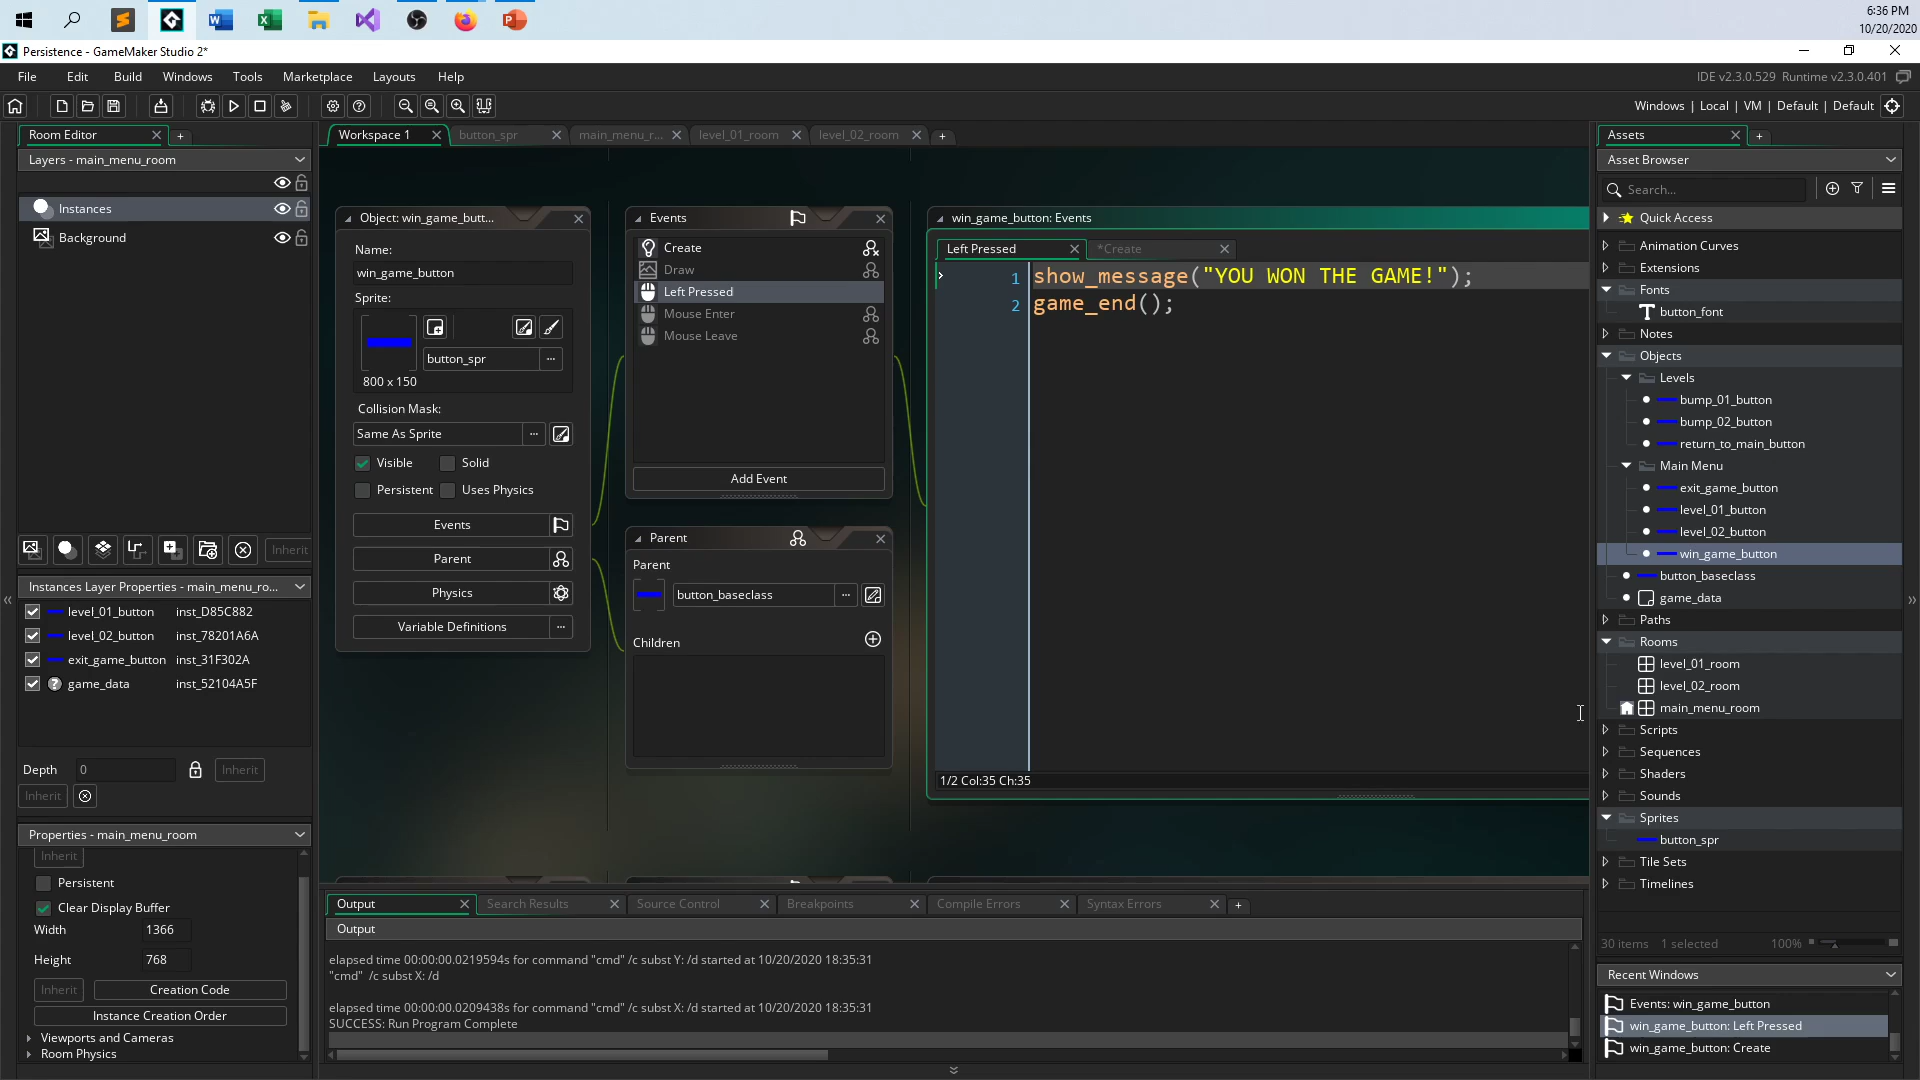 6:36 PM
10/20/2020
Persistence - GameMaker Studio 2*
File Edit Build Windows Tools Marketplace Layouts Help
IDE v2.3.0.529 Runtime v2.3.0.401
Windows | Local | VM | Default | Default
Room Editor
Layers - main_menu_room
Instances
Background
Inherit
Instances Layer Properties - main_menu_ro...
level_01_button inst_D85C882
level_02_button inst_78201A6A
exit_game_button inst_31F302A
game_data inst_52104A5F
Depth 0 Inherit
Inherit
Properties - main_menu_room
Inherit
Persistent
Clear Display Buffer
Width 1366
Height 768
Inherit Creation Code
Instance Creation Order
Viewports and Cameras
Room Physics
Workspace 1 button_spr main_menu_r... level_01_room level_02_room
Object: win_game_butt...
Name:
win_game_button
Sprite:
button_spr
800 x 150
Collision Mask:
Same As Sprite
Visible Solid
Persistent Uses Physics
Events
Parent
Physics
Variable Definitions
Events
Create
Draw
Left Pressed
Mouse Enter
Mouse Leave
Add Event
Parent
Parent
button_baseclass
Children
win_game_button: Events
Left Pressed *Create
1 show_message("YOU WON THE GAME!");
2 game_end();
1/2 Col:35 Ch:35
Output Search Results Source Control Breakpoints Compile Errors Syntax Errors
Output
elapsed time 00:00:00.0219594s for command "cmd" /c subst Y: /d started at 10/20/2020 18:35:31
"cmd" /c subst X: /d
elapsed time 00:00:00.0209438s for command "cmd" /c subst X: /d started at 10/20/2020 18:35:31
SUCCESS: Run Program Complete
Assets
Asset Browser
Search...
Quick Access
Animation Curves
Extensions
Fonts
button_font
Notes
Objects
Levels
bump_01_button
bump_02_button
return_to_main_button
Main Menu
exit_game_button
level_01_button
level_02_button
win_game_button
button_baseclass
game_data
Paths
Rooms
level_01_room
level_02_room
main_menu_room
Scripts
Sequences
Shaders
Sounds
Sprites
button_spr
Tile Sets
Timelines
30 items 1 selected 100%
Recent Windows
Events: win_game_button
win_game_button: Left Pressed
win_game_button: Create